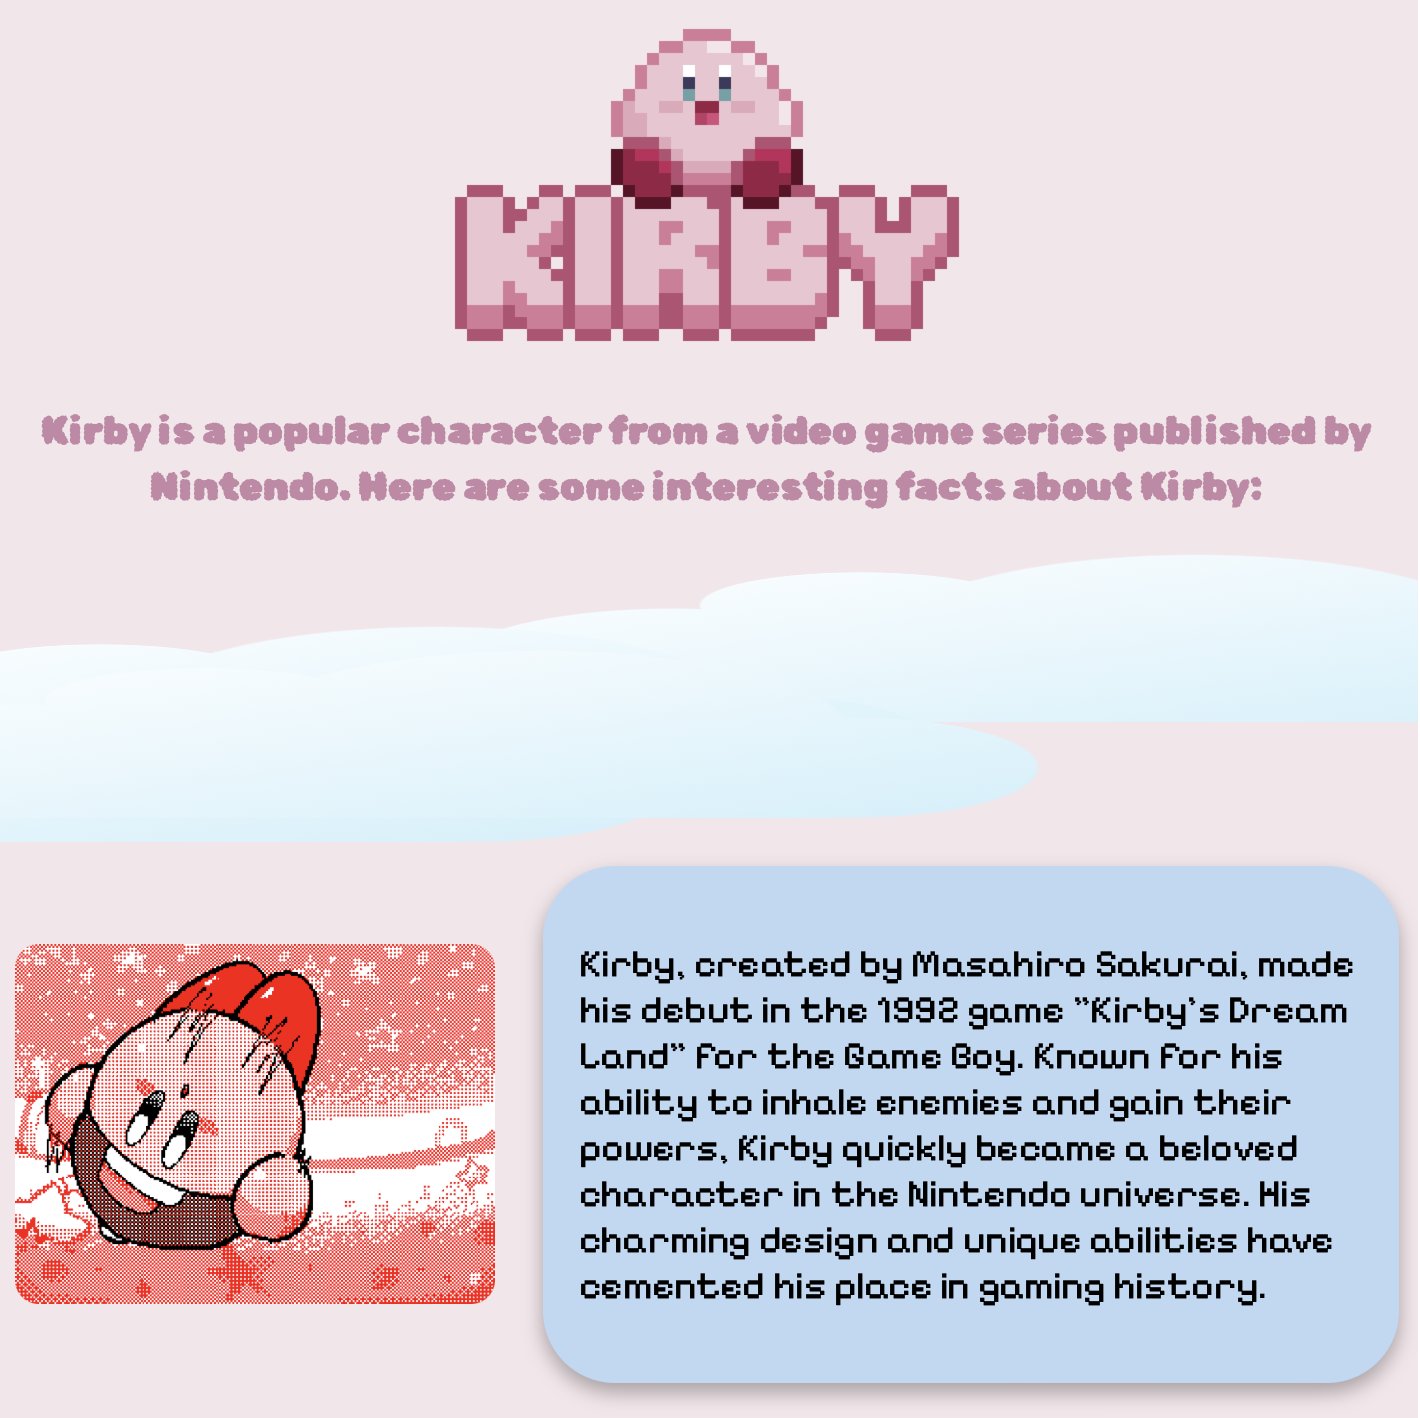 KIRBY
Kirby is a popular character from a video game series published by
Nintendo. Here are some interesting facts about Kirby:
Kirby, created by Masahiro Sakurai, made
his debut in the 1992 game "Kirby's Dream
Land" for the Game Boy. Known for his
ability to inhale enemies and gain their
powers, Kirby quickly became a beloved
character in the Nintendo universe. His
charming design and unique abilities have
cemented his place in gaming history.